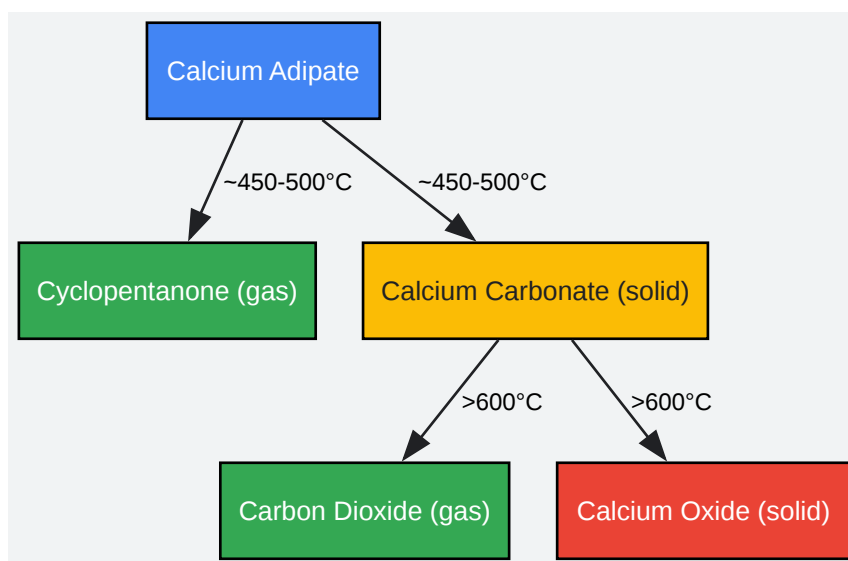 Calcium Adipate
~450-500°C
~450-500°C
Cyclopentanone (gas)
Calcium Carbonate (solid)
>600°C
>600°C
Carbon Dioxide (gas)
Calcium Oxide (solid)